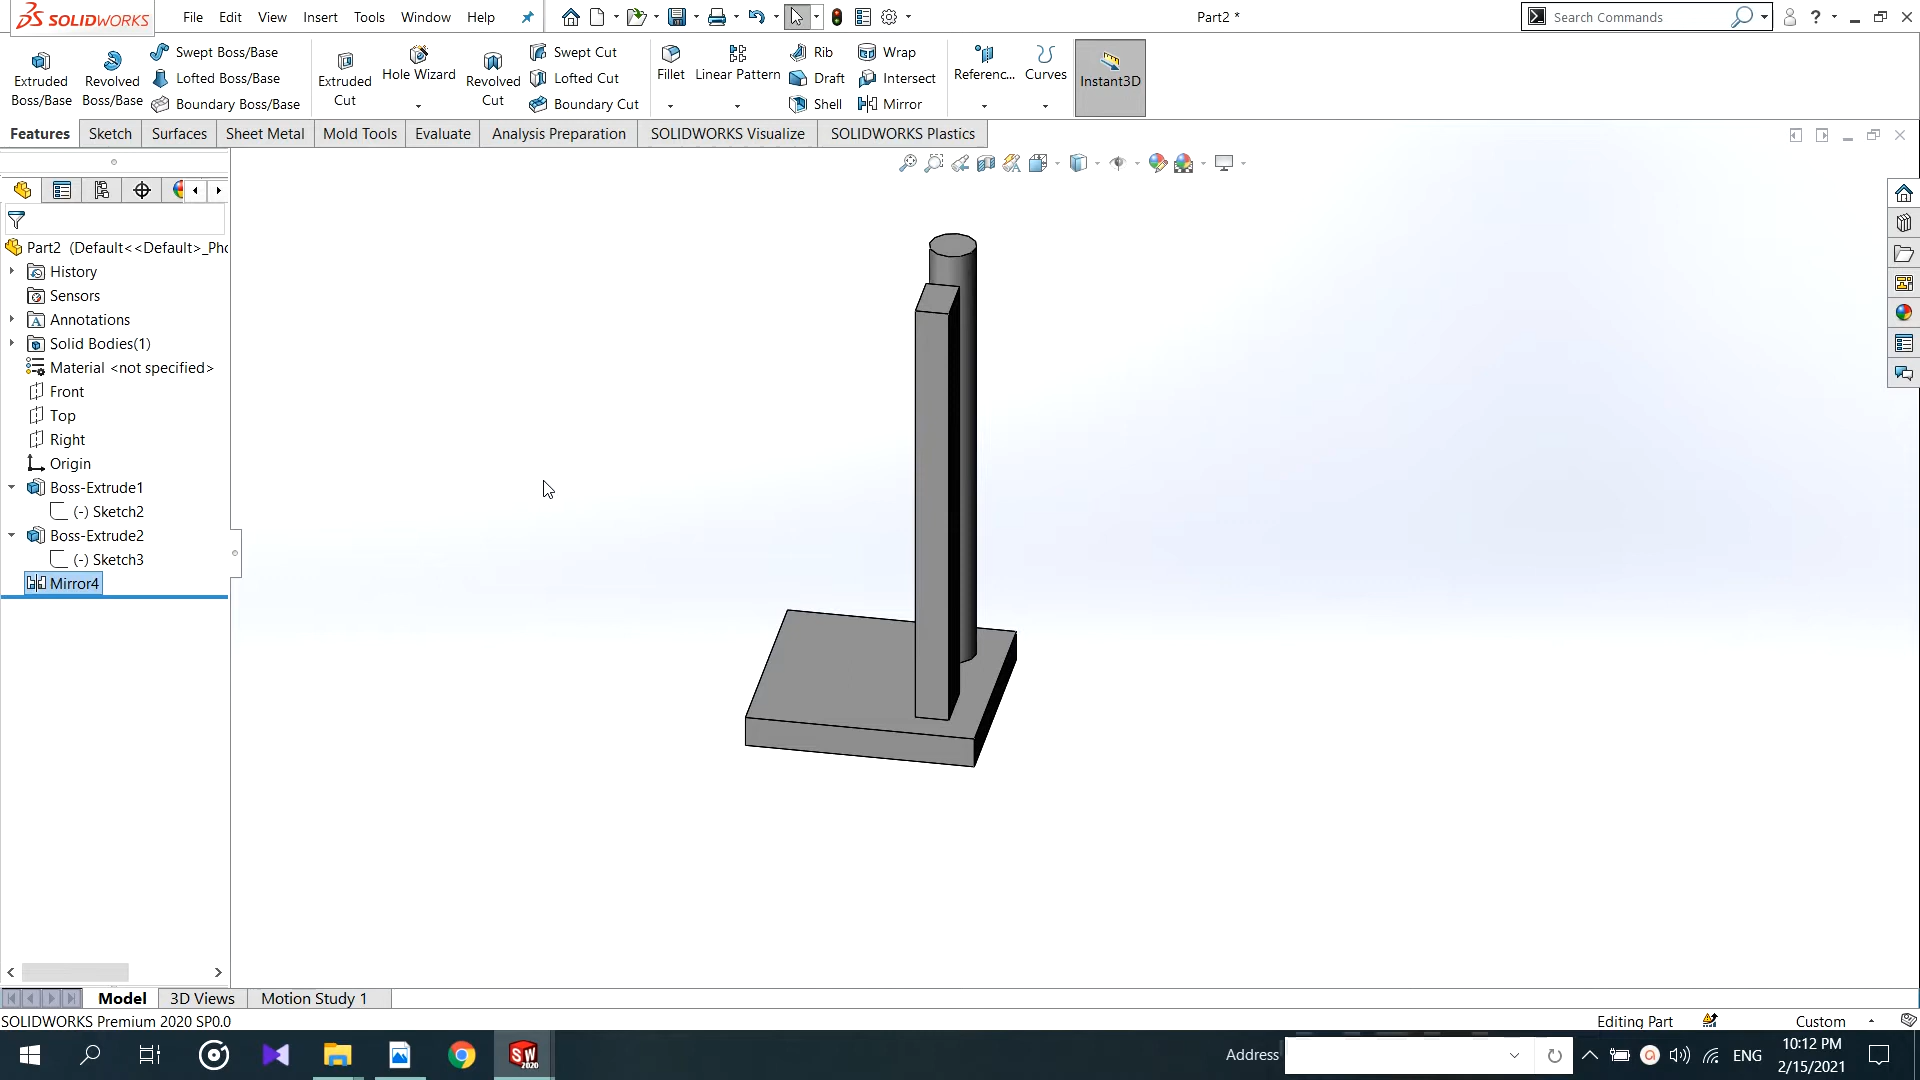 SOLIDWORKS File Edit View Insert Tools Window Help Part2 * Search Commands ?
Extruded Boss/Base
Revolved Boss/Base
Swept Boss/Base
Lofted Boss/Base
Boundary Boss/Base
Extruded Cut
Hole Wizard
Revolved Cut
Swept Cut
Lofted Cut
Boundary Cut
Fillet
Linear Pattern
Rib
Draft
Shell
Wrap
Intersect
Mirror
Referenc...
Curves
Instant3D
Features Sketch Surfaces Sheet Metal Mold Tools Evaluate Analysis Preparation SOLIDWORKS Visualize SOLIDWORKS Plastics
Part2 (Default<<Default>_Pho
History
Sensors
Annotations
Solid Bodies(1)
Material <not specified>
Front
Top
Right
Origin
Boss-Extrude1
(-) Sketch2
Boss-Extrude2
(-) Sketch3
Mirror4
Model 3D Views Motion Study 1
SOLIDWORKS Premium 2020 SP0.0 Editing Part Custom
SW 2020
Address ENG
10:12 PM
2/15/2021